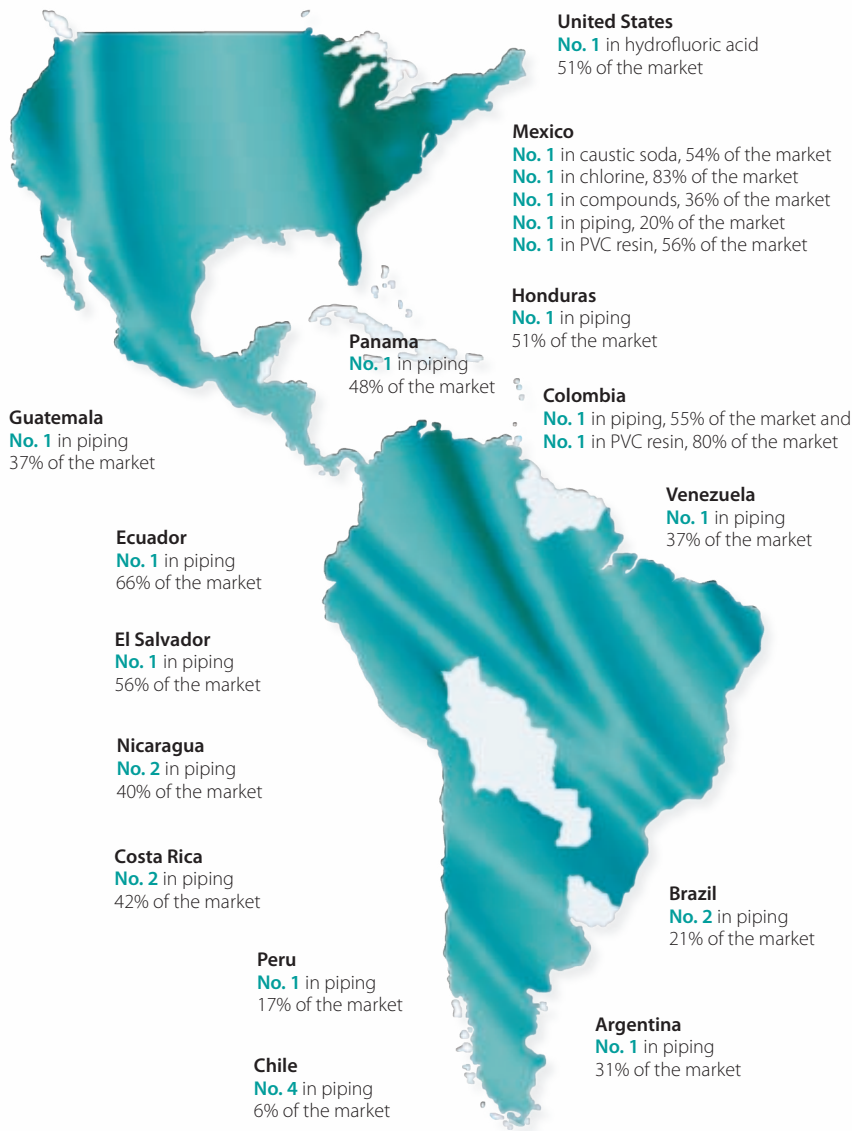 United States
No. 1 in hydrofluoric acid
51% of the market
Mexico
No. 1 in caustic soda, 54% of the market
No. 1 in chlorine, 83% of the market
No. 1 in compounds, 36% of the market
No. 1 in piping, 20% of the market
No. 1 in PVC resin, 56% of the market
Honduras
No. 1 in piping
51% of the market
Panama
No. 1 in piping
48% of the market
Colombia
No. 1 in piping, 55% of the market and
No. 1 in PVC resin, 80% of the market
Guatemala
No. 1 in piping
37% of the market
Venezuela
No. 1 in piping
37% of the market
Ecuador
No. 1 in piping
66% of the market
El Salvador
No. 1 in piping
56% of the market
Nicaragua
No. 2 in piping
40% of the market
Costa Rica
No. 2 in piping
42% of the market
Brazil
No. 2 in piping
21% of the market
Peru
No. 1 in piping
17% of the market
Argentina
No. 1 in piping
31% of the market
Chile
No. 4 in piping
6% of the market